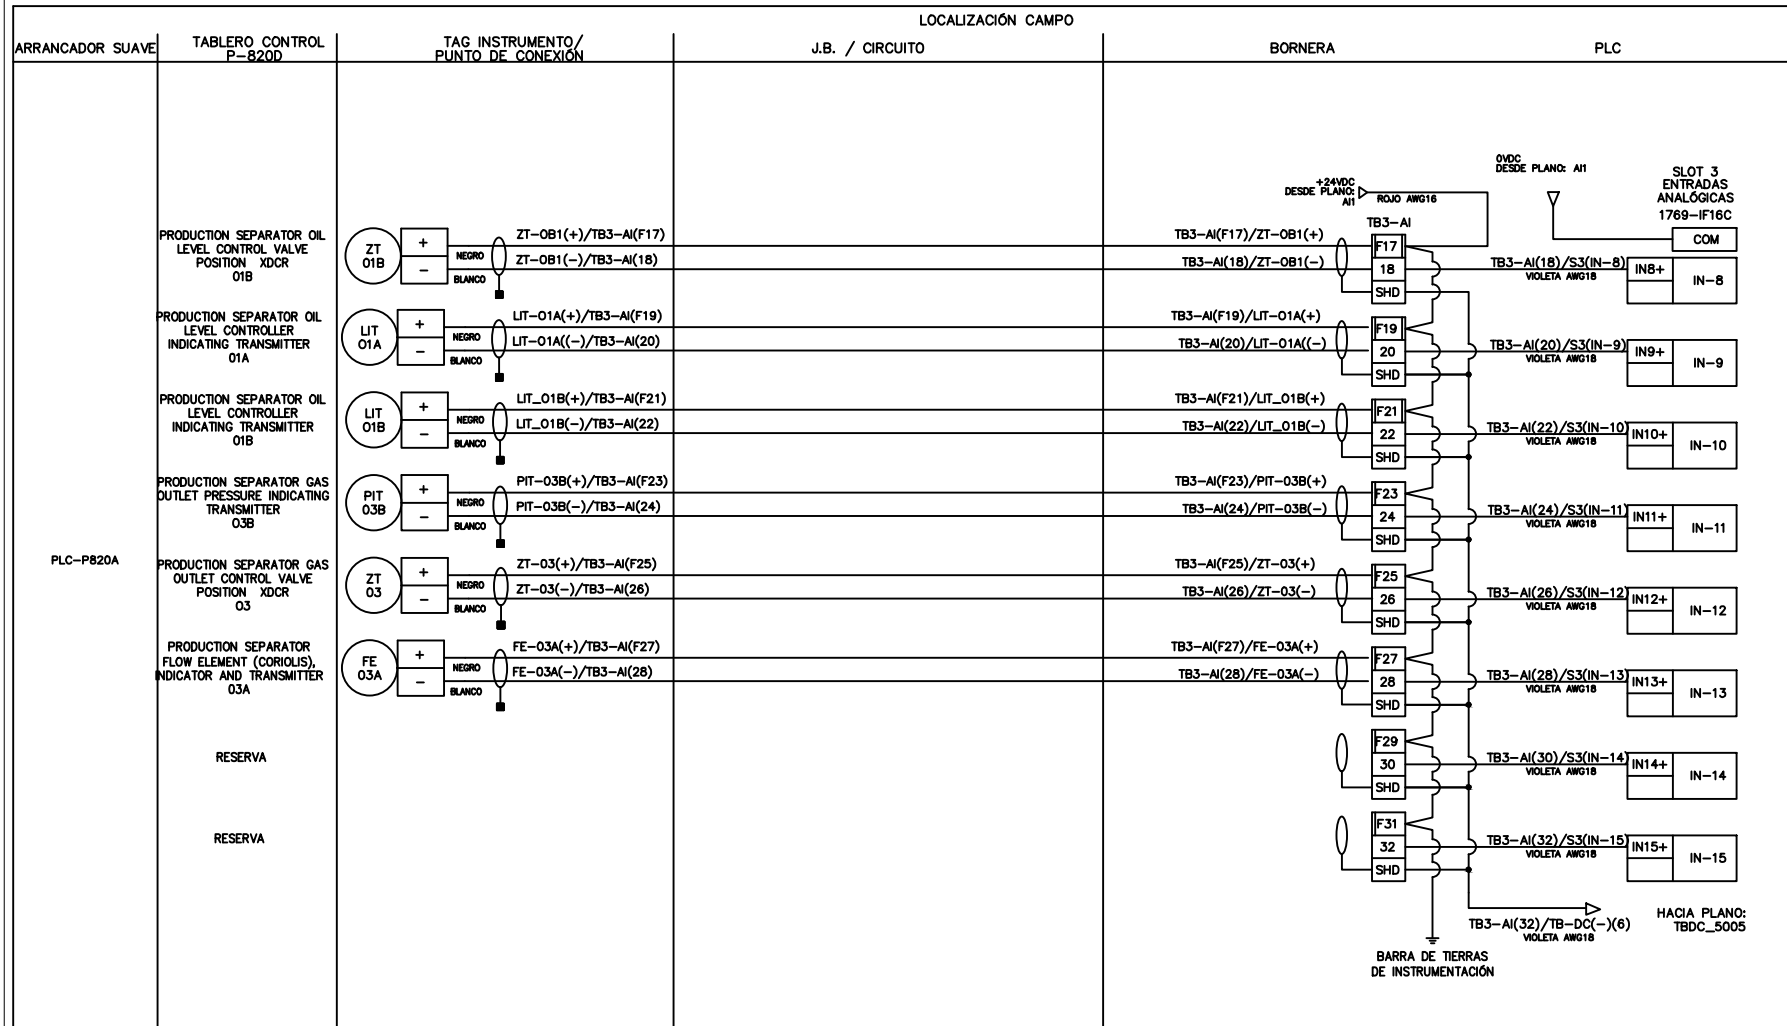 LOCALIZACIÓN CAMPO
ARRANCADOR SUAVE
TABLERO CONTROL
P-820D
TAG INSTRUMENTO/
PUNTO DE CONEXIÓN
J.B. / CIRCUITO
BORNERA
PLC
+24VDC
DESDE PLANO:
AI1
ROJO AWG16
0VDC
DESDE PLANO: AI1
SLOT 3
ENTRADAS
ANALÓGICAS
1769-IF16C
COM
TB3-AI
PLC-P820A
PRODUCTION SEPARATOR OIL
LEVEL CONTROL VALVE
POSITION XDCR
01B
ZT
01B
+
-
NEGRO
BLANCO
ZT-OB1(+)/TB3-AI(F17)
ZT-OB1(-)/TB3-AI(18)
TB3-AI(F17)/ZT-OB1(+)
TB3-AI(18)/ZT-OB1(-)
F17
18
SHD
TB3-AI(18)/S3(IN-8)
VIOLETA AWG18
IN8+
IN-8
PRODUCTION SEPARATOR OIL
LEVEL CONTROLLER
INDICATING TRANSMITTER
01A
LIT
01A
+
-
NEGRO
BLANCO
LIT-01A(+)/TB3-AI(F19)
LIT-01A((-)/TB3-AI(20)
TB3-AI(F19)/LIT-01A(+)
TB3-AI(20)/LIT-01A((-)
F19
20
SHD
TB3-AI(20)/S3(IN-9)
VIOLETA AWG18
IN9+
IN-9
PRODUCTION SEPARATOR OIL
LEVEL CONTROLLER
INDICATING TRANSMITTER
01B
LIT
01B
+
-
NEGRO
BLANCO
LIT_01B(+)/TB3-AI(F21)
LIT_01B(-)/TB3-AI(22)
TB3-AI(F21)/LIT_01B(+)
TB3-AI(22)/LIT_01B(-)
F21
22
SHD
TB3-AI(22)/S3(IN-10)
VIOLETA AWG18
IN10+
IN-10
PRODUCTION SEPARATOR GAS
OUTLET PRESSURE INDICATING
TRANSMITTER
03B
PIT
03B
+
-
NEGRO
BLANCO
PIT-03B(+)/TB3-AI(F23)
PIT-03B(-)/TB3-AI(24)
TB3-AI(F23)/PIT-03B(+)
TB3-AI(24)/PIT-03B(-)
F23
24
SHD
TB3-AI(24)/S3(IN-11)
VIOLETA AWG18
IN11+
IN-11
PRODUCTION SEPARATOR GAS
OUTLET CONTROL VALVE
POSITION XDCR
03
ZT
03
+
-
NEGRO
BLANCO
ZT-03(+)/TB3-AI(F25)
ZT-03(-)/TB3-AI(26)
TB3-AI(F25)/ZT-03(+)
TB3-AI(26)/ZT-03(-)
F25
26
SHD
TB3-AI(26)/S3(IN-12)
VIOLETA AWG18
IN12+
IN-12
PRODUCTION SEPARATOR
FLOW ELEMENT (CORIOLIS),
INDICATOR AND TRANSMITTER
03A
FE
03A
+
-
NEGRO
BLANCO
FE-03A(+)/TB3-AI(F27)
FE-03A(-)/TB3-AI(28)
TB3-AI(F27)/FE-03A(+)
TB3-AI(28)/FE-03A(-)
F27
28
SHD
TB3-AI(28)/S3(IN-13)
VIOLETA AWG18
IN13+
IN-13
RESERVA
F29
30
SHD
TB3-AI(30)/S3(IN-14)
VIOLETA AWG18
IN14+
IN-14
RESERVA
F31
32
SHD
TB3-AI(32)/S3(IN-15)
VIOLETA AWG18
IN15+
IN-15
TB3-AI(32)/TB-DC(-)(6)
VIOLETA AWG18
HACIA PLANO:
TBDC_5005
BARRA DE TIERRAS
DE INSTRUMENTACIÓN